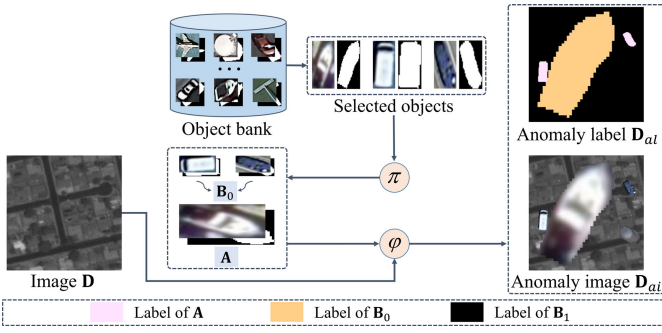 Object bank
Selected objects
Anomaly label D_al
π
B_0
A
φ
Image D
Anomaly image D_ai
Label of A
Label of B_0
Label of B_1